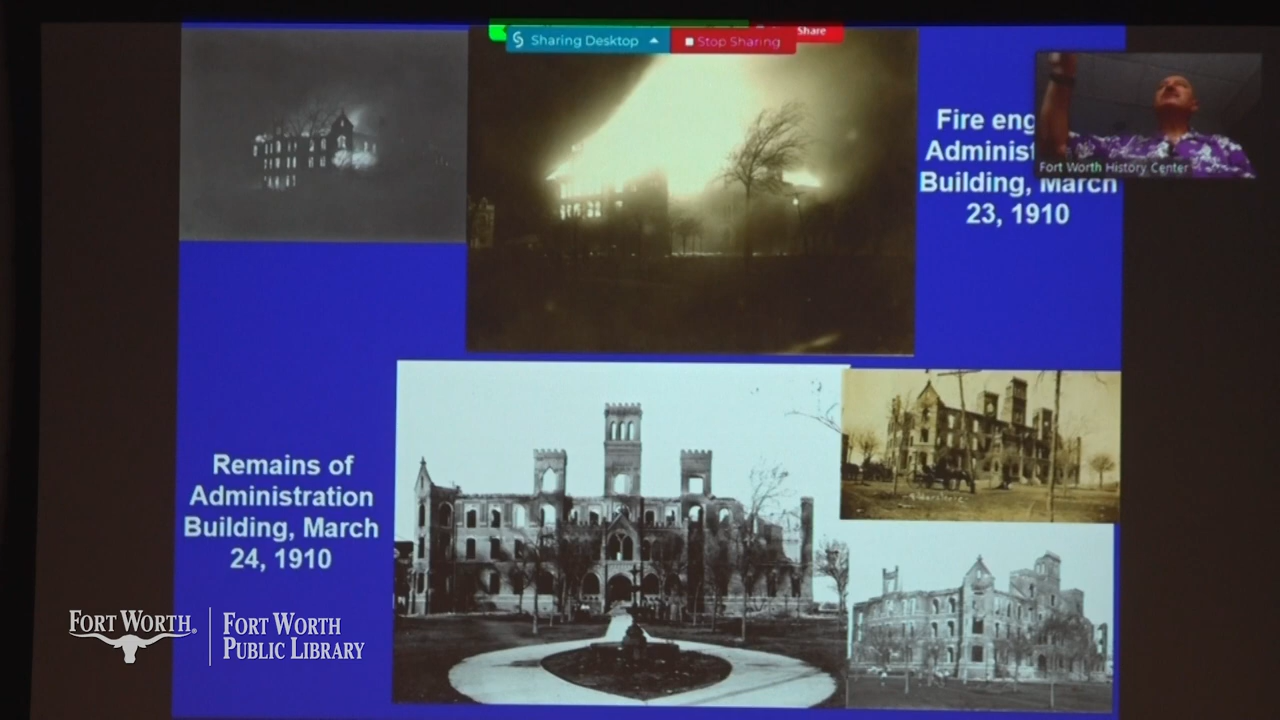 Sharing Desktop
Stop Sharing
Share
Fire eng
Administ
Building, March
23, 1910
Fort Worth History Center
Remains of
Administration
Building, March
24, 1910
FORT WORTH®
FORT WORTH
PUBLIC LIBRARY